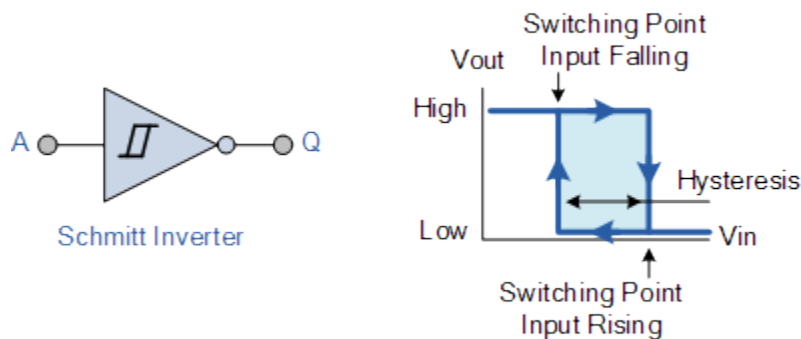 A
Q
Schmitt Inverter
Switching Point
Input Falling
Vout
High
Hysteresis
Low
Vin
Switching Point
Input Rising